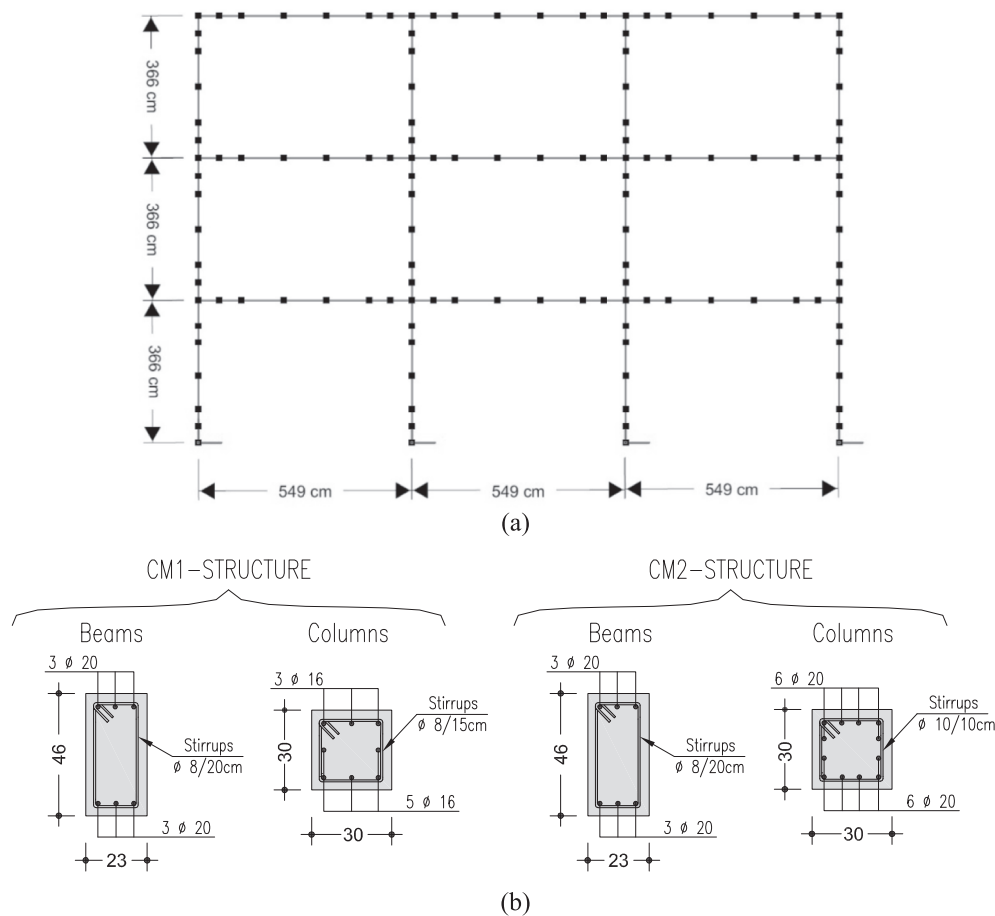 366 cm
366 cm
366 cm
549 cm 549 cm 549 cm
(a)
CM1-STRUCTURE
Beams
3 ø 20
46
Stirrups
ø 8/20cm
3 ø 20
23
Columns
3 ø 16
30
Stirrups
ø 8/15cm
5 ø 16
30
CM2-STRUCTURE
Beams
3 ø 20
46
Stirrups
ø 8/20cm
3 ø 20
23
Columns
6 ø 20
30
Stirrups
ø 10/10cm
6 ø 20
30
(b)